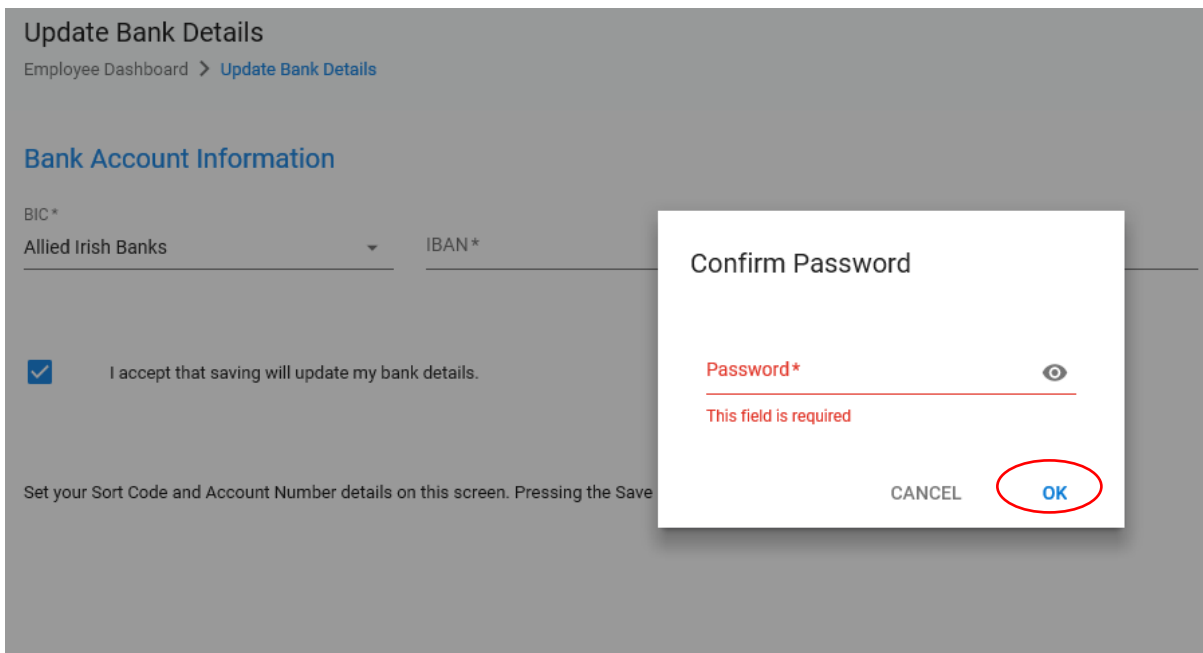 Update Bank Details
Employee Dashboard > Update Bank Details
Bank Account Information
BIC *
Allied Irish Banks
IBAN *
I accept that saving will update my bank details.
Set your Sort Code and Account Number details on this screen. Pressing the Save
Confirm Password
Password *
This field is required
CANCEL OK